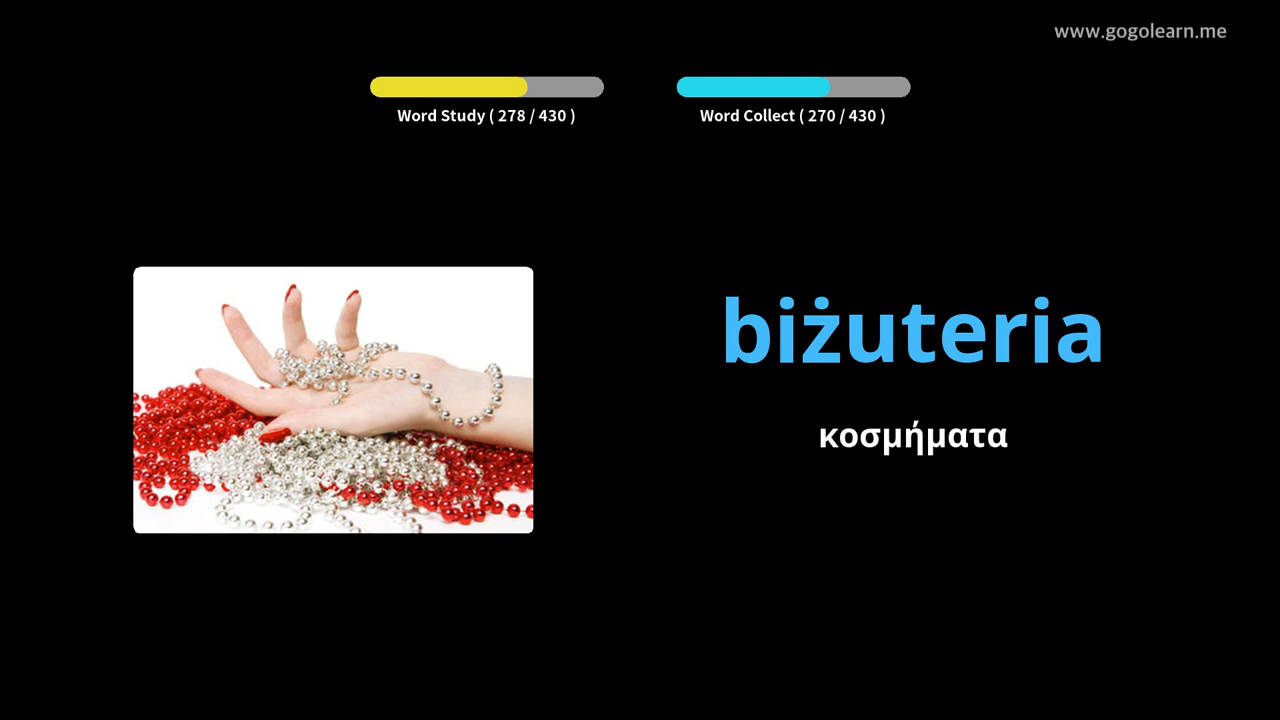 www.gogolearn.me
Word Study ( 278 / 430 )
Word Collect ( 270 / 430 )
biżuteria
κοσμήματα